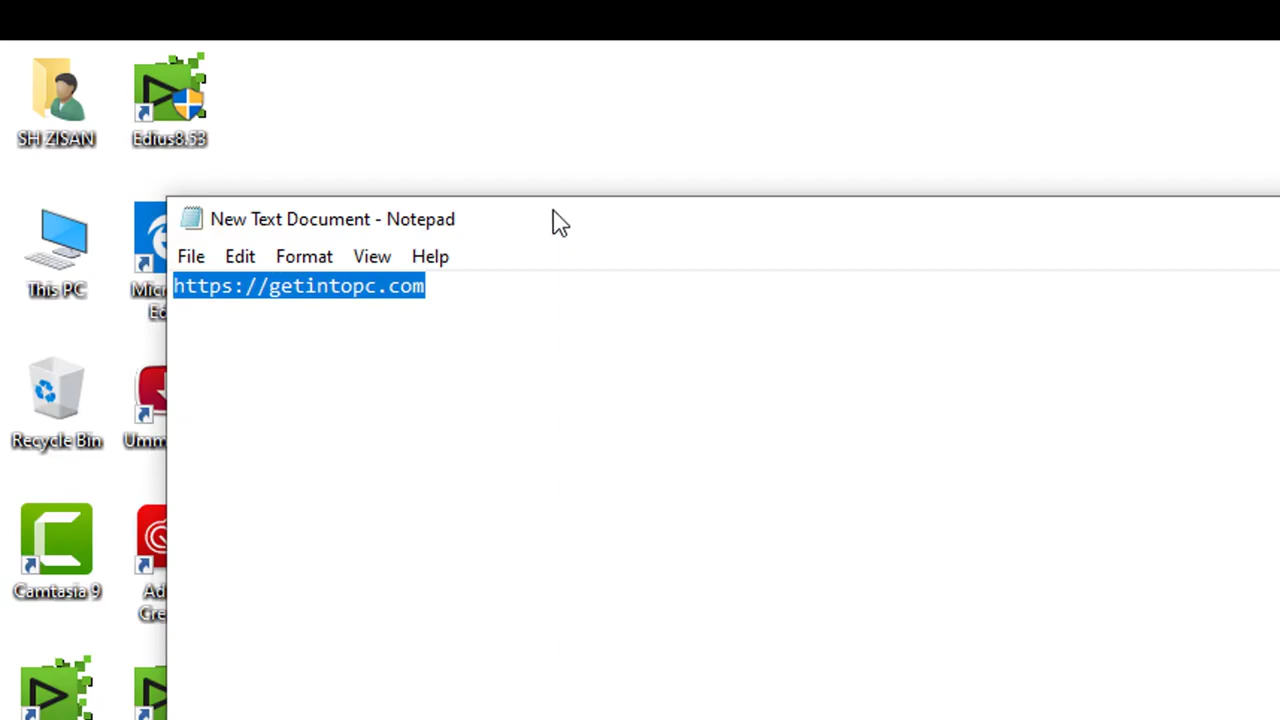 SH ZISAN
Edius8.53
New Text Document - Notepad
File Edit Format View Help
https://getintopc.com
This PC
Recycle Bin
Camtasia 9